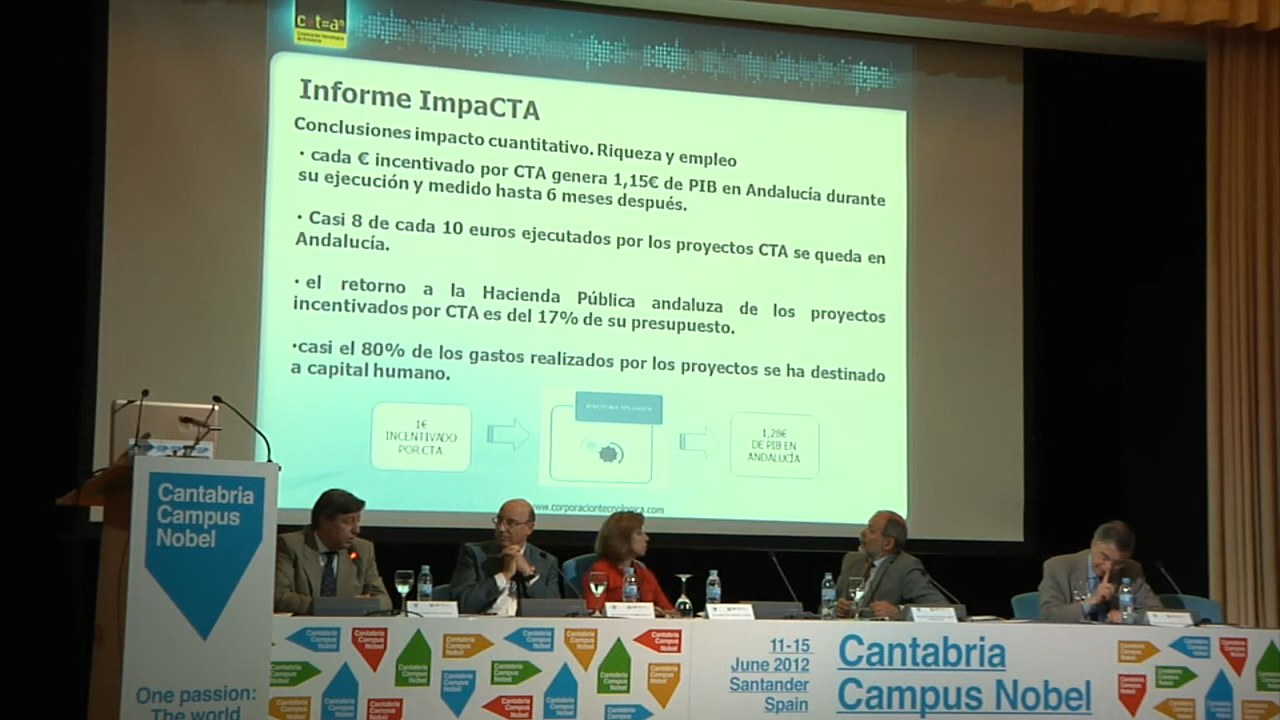 Informe ImpaCTA
Conclusiones impacto cuantitativo. Riqueza y empleo
· cada € incentivado por CTA genera 1,15€ de PIB en Andalucía durante
su ejecución y medido hasta 6 meses después.
· Casi 8 de cada 10 euros ejecutados por los proyectos CTA se queda en
Andalucía.
· el retorno a la Hacienda Pública andaluza de los proyectos
incentivados por CTA es del 17% de su presupuesto.
·casi el 80% de los gastos realizados por los proyectos se ha destinado
a capital humano.
1€
INCENTIVADO
POR CTA
1,28€
DE PIB EN
ANDALUCÍA
www.corporaciontecnologica.com
Cantabria
Campus
Nobel
One passion:
The world
11-15
June 2012
Santander
Spain
Cantabria
Campus Nobel